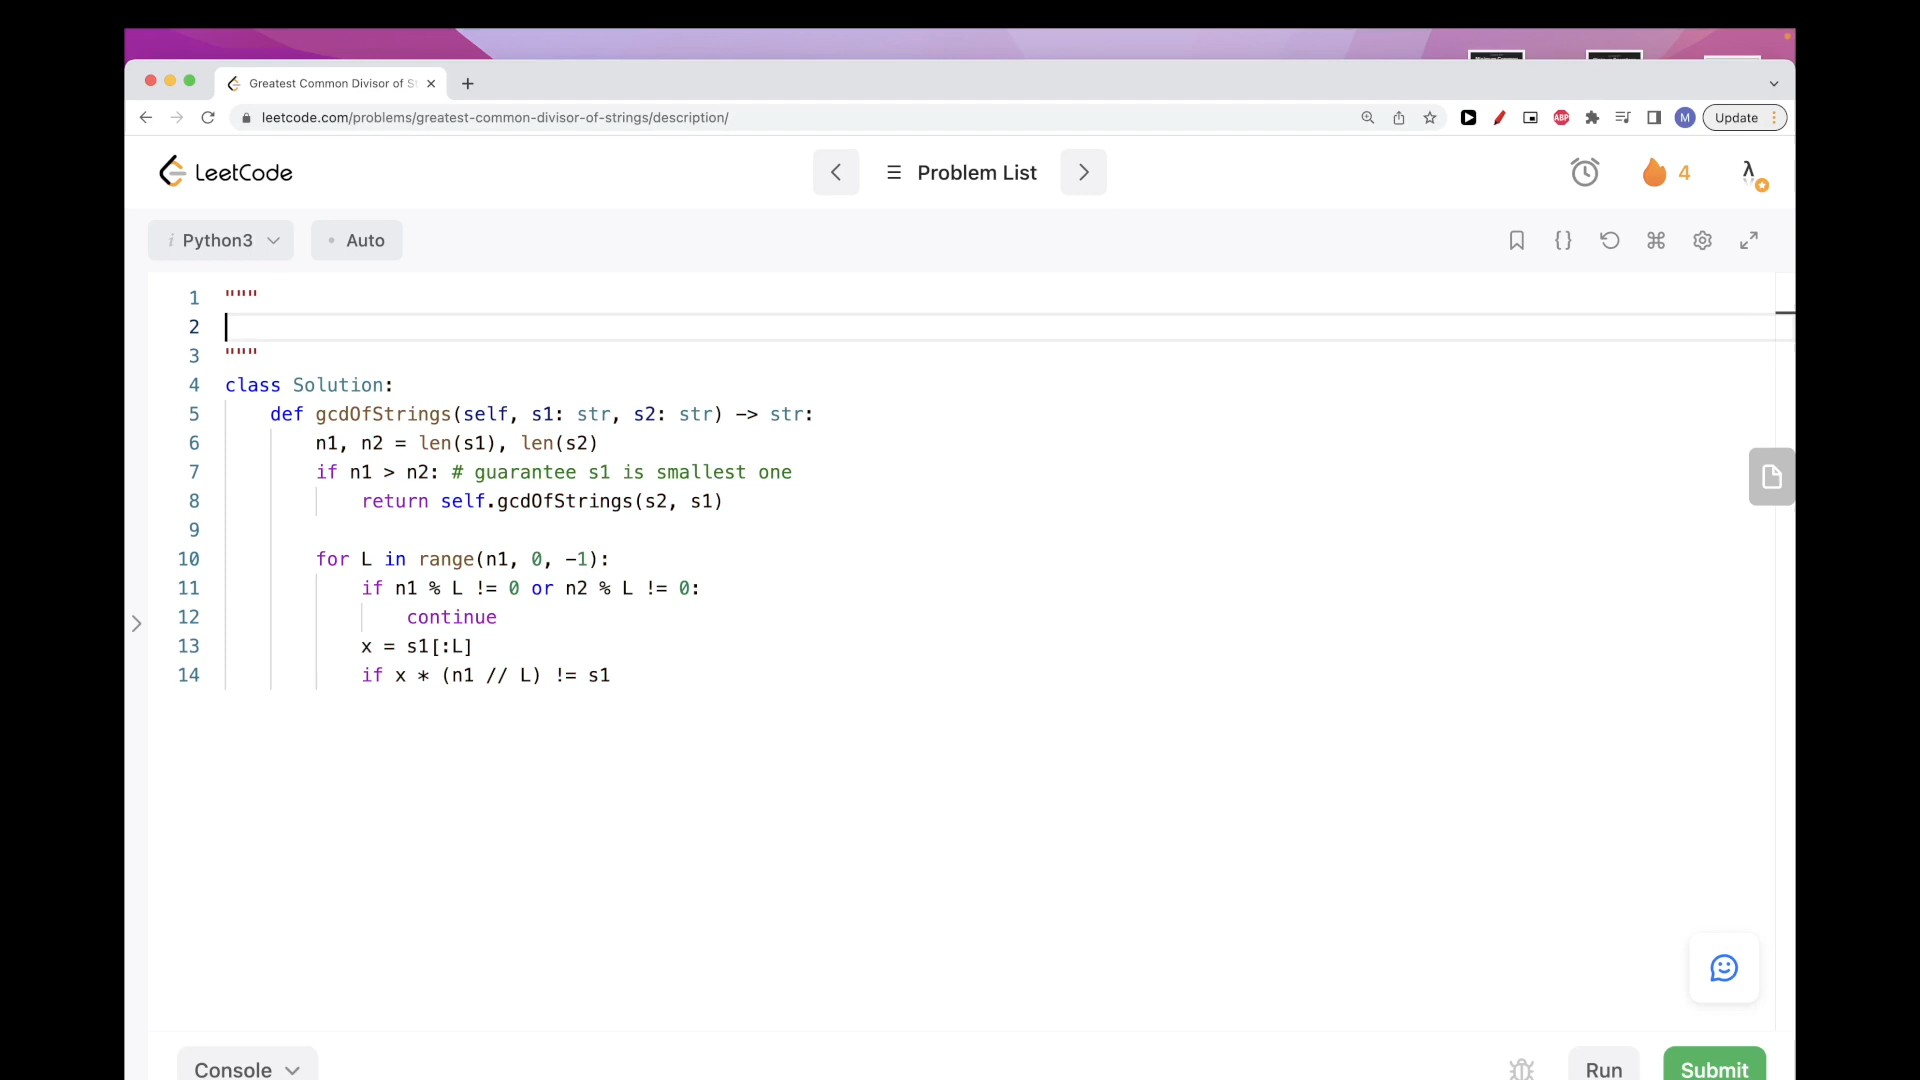 Greatest Common Divisor of St
leetcode.com/problems/greatest-common-divisor-of-strings/description/
ABP
M
Update
LeetCode
Problem List
4
i Python3
Auto
{}
1 """
2
3 """
4 class Solution:
5 def gcdOfStrings(self, s1: str, s2: str) -> str:
6 n1, n2 = len(s1), len(s2)
7 if n1 > n2: # guarantee s1 is smallest one
8 return self.gcdOfStrings(s2, s1)
9
10 for L in range(n1, 0, -1):
11 if n1 % L != 0 or n2 % L != 0:
12 continue
13 x = s1[:L]
14 if x * (n1 // L) != s1
Console
Run
Submit